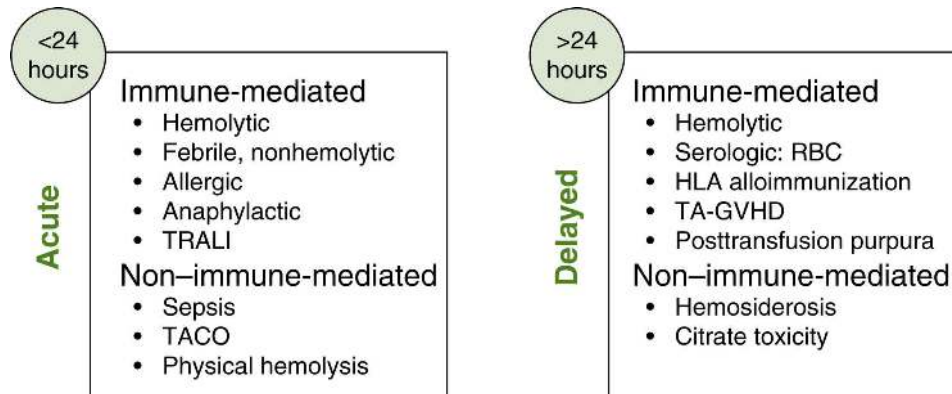 <24
hours
Acute
Immune-mediated
• Hemolytic
• Febrile, nonhemolytic
• Allergic
• Anaphylactic
• TRALI
Non–immune-mediated
• Sepsis
• TACO
• Physical hemolysis
>24
hours
Delayed
Immune-mediated
• Hemolytic
• Serologic: RBC
• HLA alloimmunization
• TA-GVHD
• Posttransfusion purpura
Non–immune-mediated
• Hemosiderosis
• Citrate toxicity